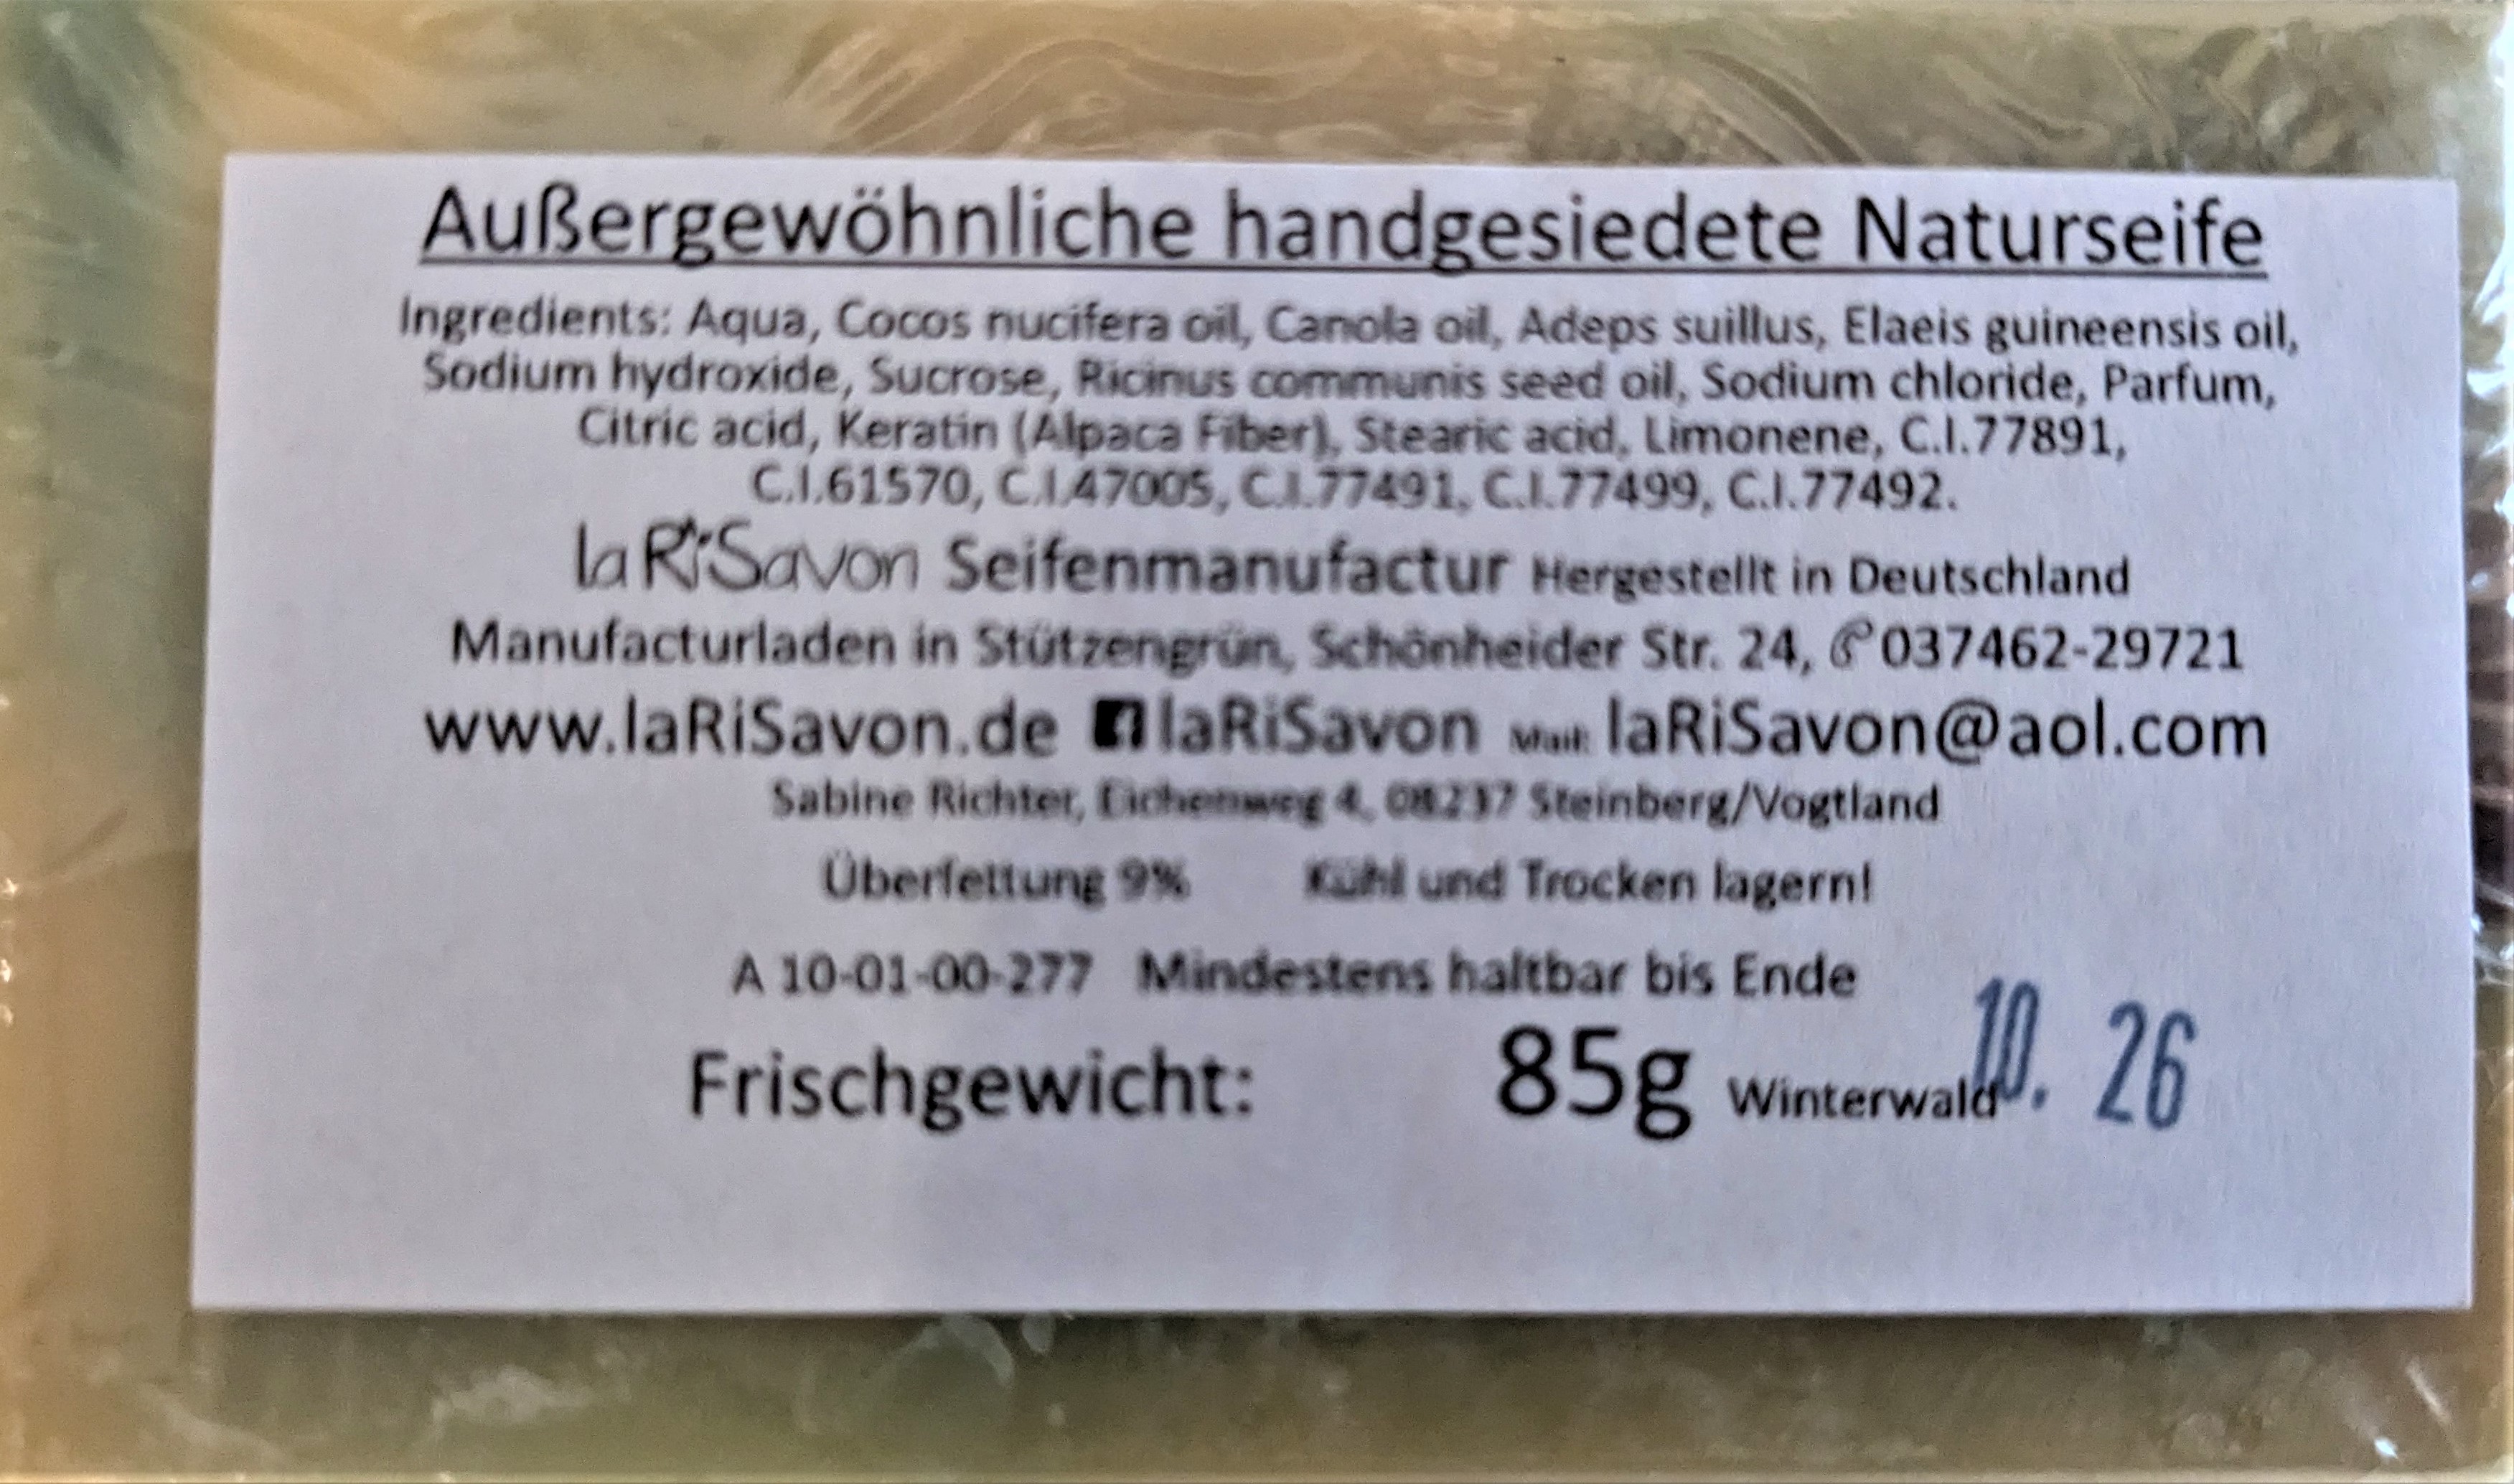 Außergewöhnliche handgesiedete Naturseife
Ingredients: Aqua, Cocos nucifera oil, Canola oil, Adeps suillus, Elaeis guineensis oil,
Sodium hydroxide, Sucrose, Ricinus communis seed oil, Sodium chloride, Parfum,
Citric acid, Keratin (Alpaca Fiber), Stearic acid, Limonene, C.I.77891,
C.I.61570, C.I.47005, C.I.77491, C.I.77499, C.I.77492.
la RiSavon Seifenmanufactur Hergestellt in Deutschland
Manufacturladen in Stützengrün, Schönheider Str. 24, ✆037462-29721
www.laRiSavon.de f laRiSavon Mail: laRiSavon@aol.com
Sabine Richter, Eichenweg 4, 08237 Steinberg/Vogtland
Überfettung 9% Kühl und Trocken lagern!
A 10-01-00-277 Mindestens haltbar bis Ende
10. 26
Frischgewicht: 85g Winterwald